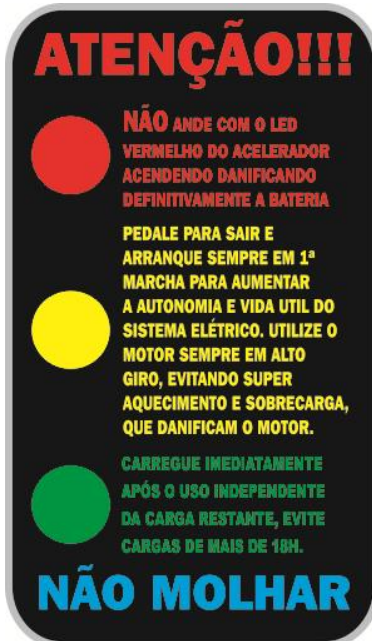 ATENÇÃO!!!
NÃO ANDE COM O LED
VERMELHO DO ACELERADOR
ACENDENDO DANIFICANDO
DEFINITIVAMENTE A BATERIA
PEDALE PARA SAIR E
ARRANQUE SEMPRE EM 1ª
MARCHA PARA AUMENTAR
A AUTONOMIA E VIDA UTIL DO
SISTEMA ELÉTRICO. UTILIZE O
MOTOR SEMPRE EM ALTO
GIRO, EVITANDO SUPER
AQUECIMENTO E SOBRECARGA,
QUE DANIFICAM O MOTOR.
CARREGUE IMEDIATAMENTE
APÓS O USO INDEPENDENTE
DA CARGA RESTANTE, EVITE
CARGAS DE MAIS DE 18H.
NÃO MOLHAR